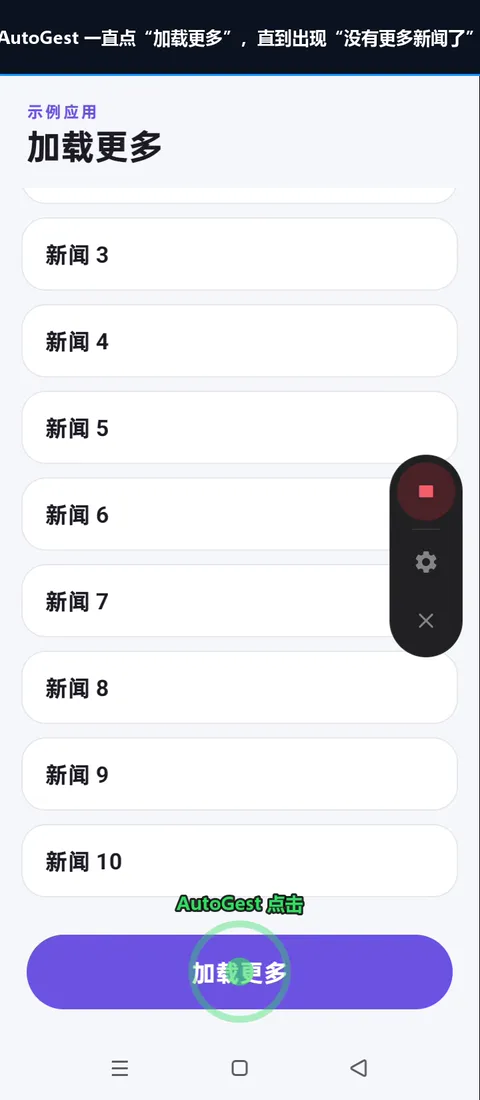 AutoGest 一直点“加载更多”，直到出现“没有更多新闻了”
示例应用
加载更多
新闻 3
新闻 4
新闻 5
新闻 6
新闻 7
新闻 8
新闻 9
新闻 10
AutoGest 点击
加载更多